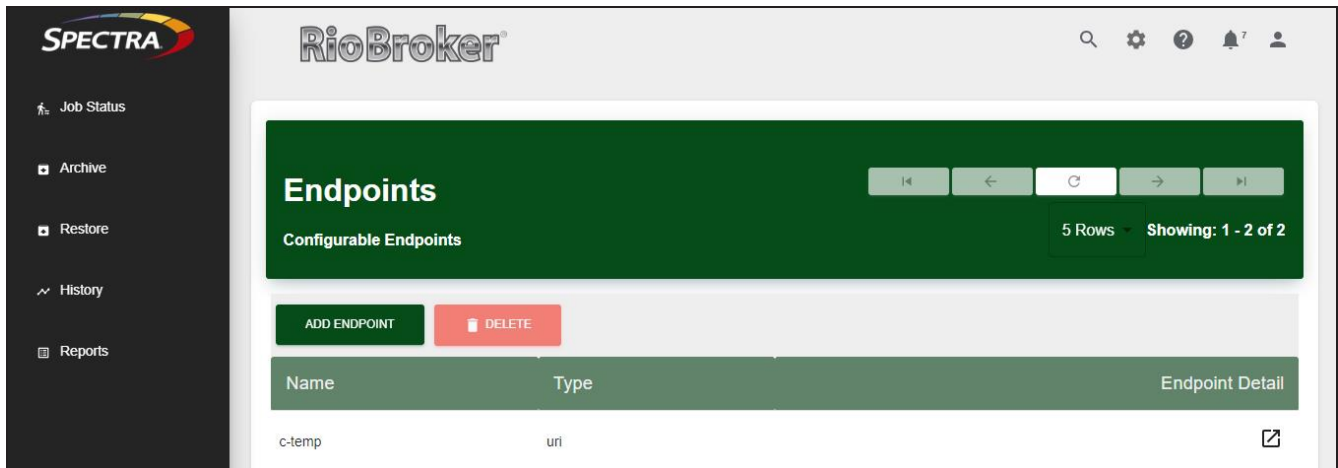 SPECTRA
RioBroker®
7
Job Status
Archive
Restore
History
Reports
Endpoints
Configurable Endpoints
5 Rows
Showing: 1 - 2 of 2
ADD ENDPOINT
DELETE
Name Type Endpoint Detail
c-temp uri